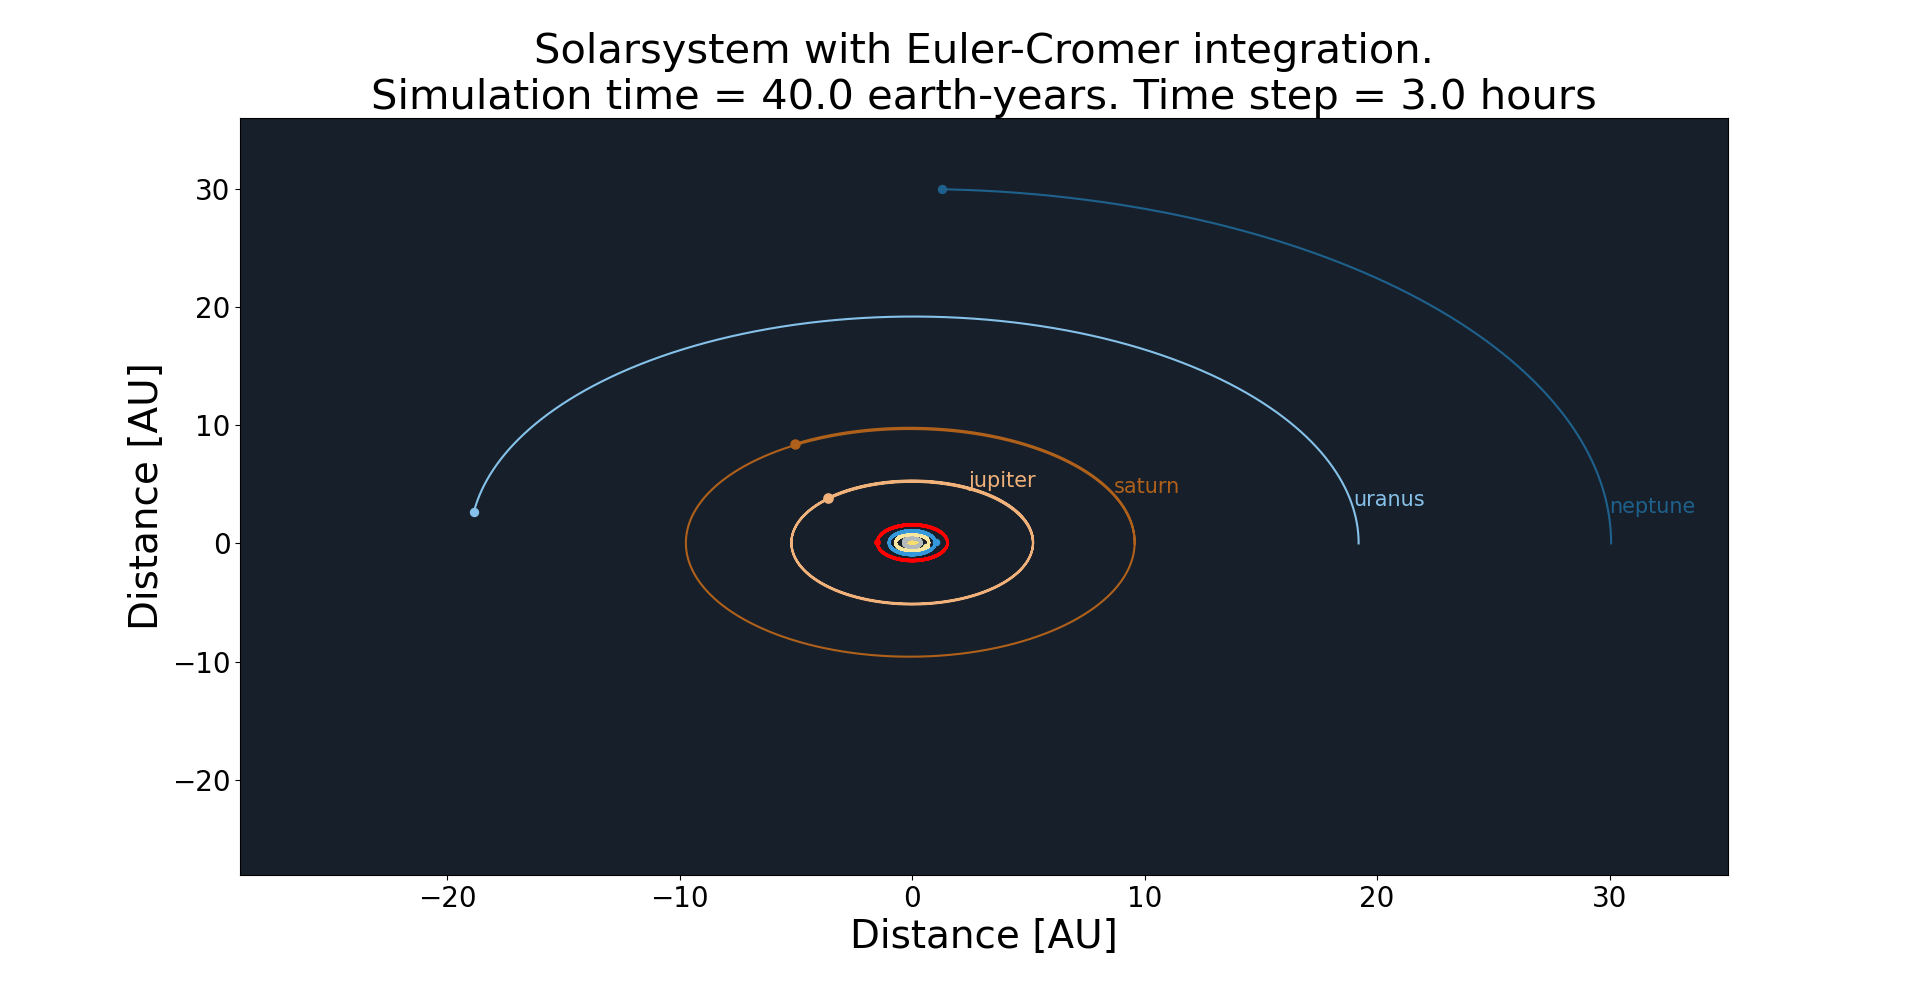 Solarsystem with Euler-Cromer integration.
Simulation time = 40.0 earth-years. Time step = 3.0 hours
30
20
10
0
−10
−20
Distance [AU]
jupiter
saturn
uranus
neptune
−20
−10
0
10
20
30
Distance [AU]